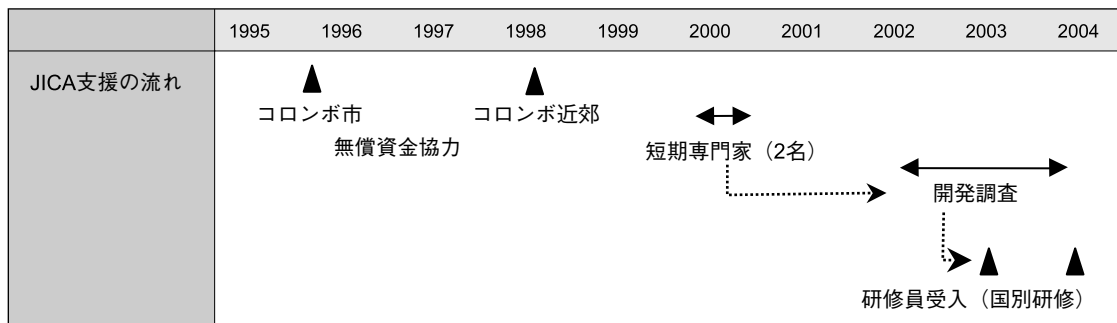 1995 1996 1997 1998 1999 2000 2001 2002 2003 2004
JICA支援の流れ
コロンボ市 コロンボ近郊
無償資金協力
短期専門家（2名）
開発調査
研修員受入（国別研修）